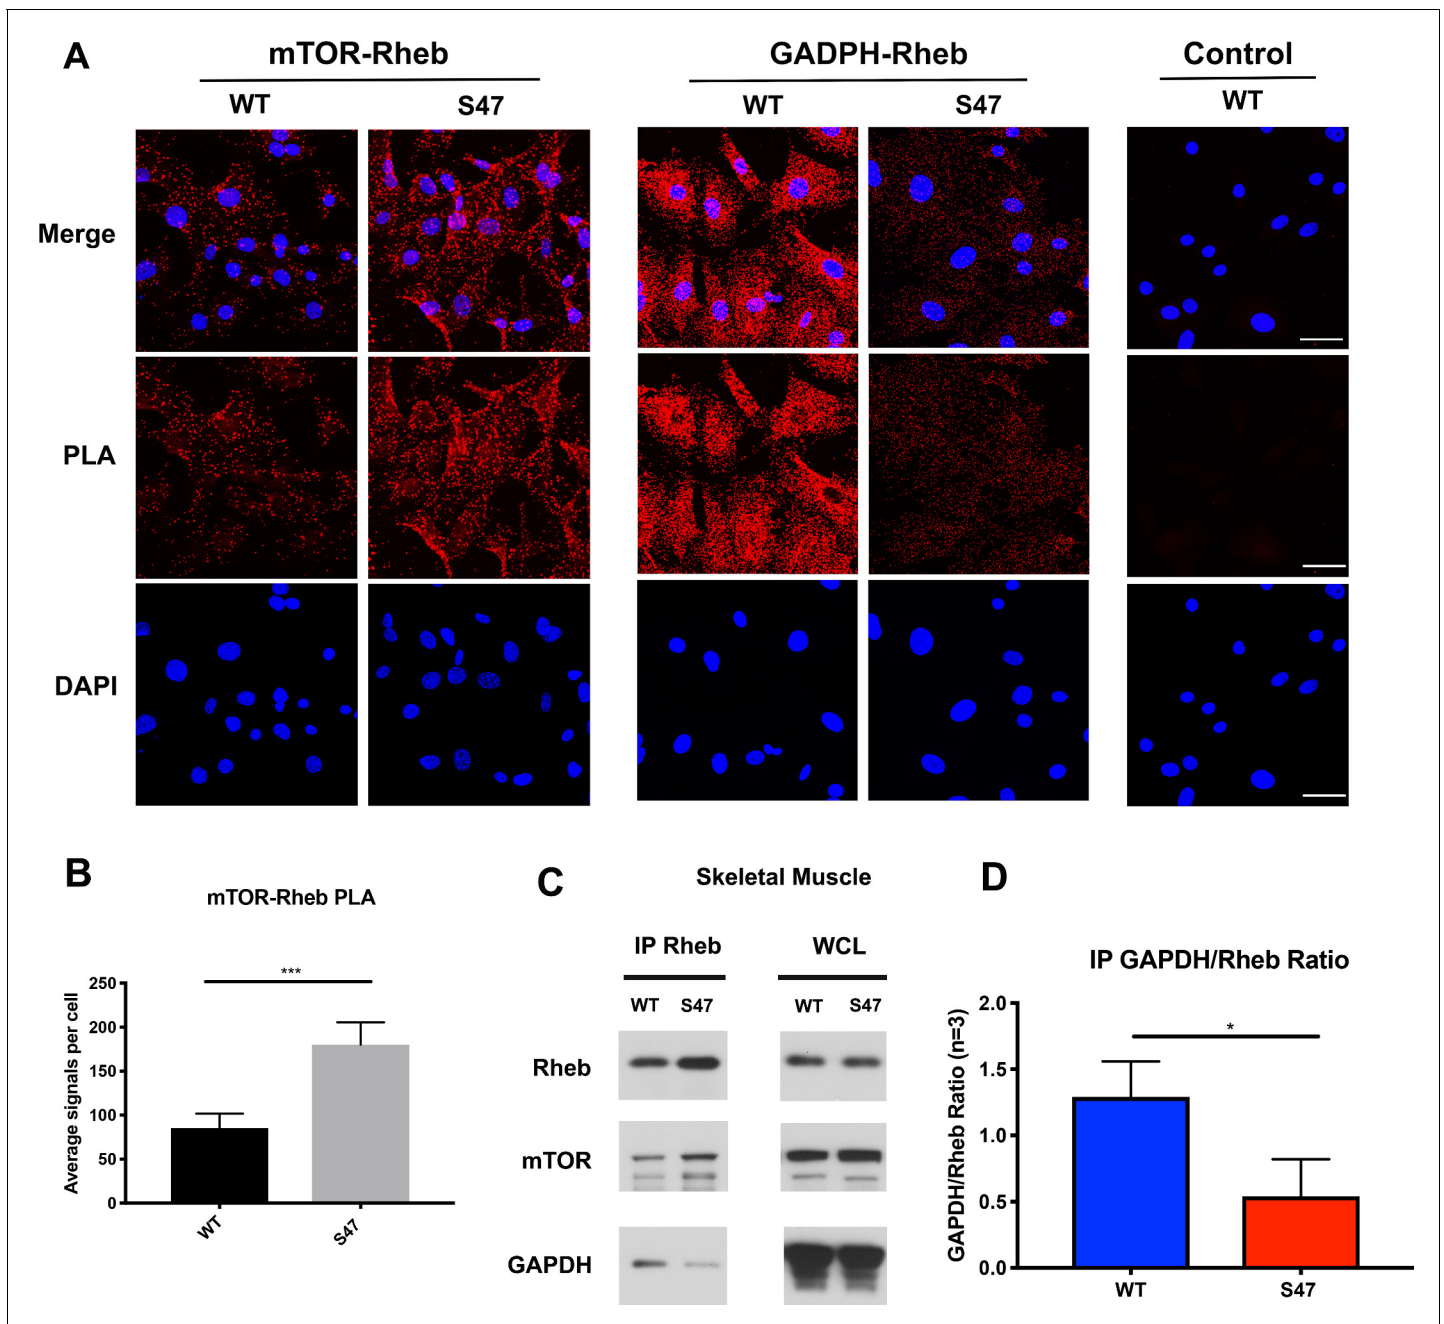 A
mTOR-Rheb
GADPH-Rheb
Control
WT
S47
WT
S47
WT
Merge
PLA
DAPI
B
mTOR-Rheb PLA
***
Average signals per cell
250
200
150
100
50
0
WT
S47
C
Skeletal Muscle
IP Rheb
WCL
WT
S47
WT
S47
Rheb
mTOR
GAPDH
D
IP GAPDH/Rheb Ratio
*
GAPDH/Rheb Ratio (n=3)
2.0
1.5
1.0
0.5
0.0
WT
S47